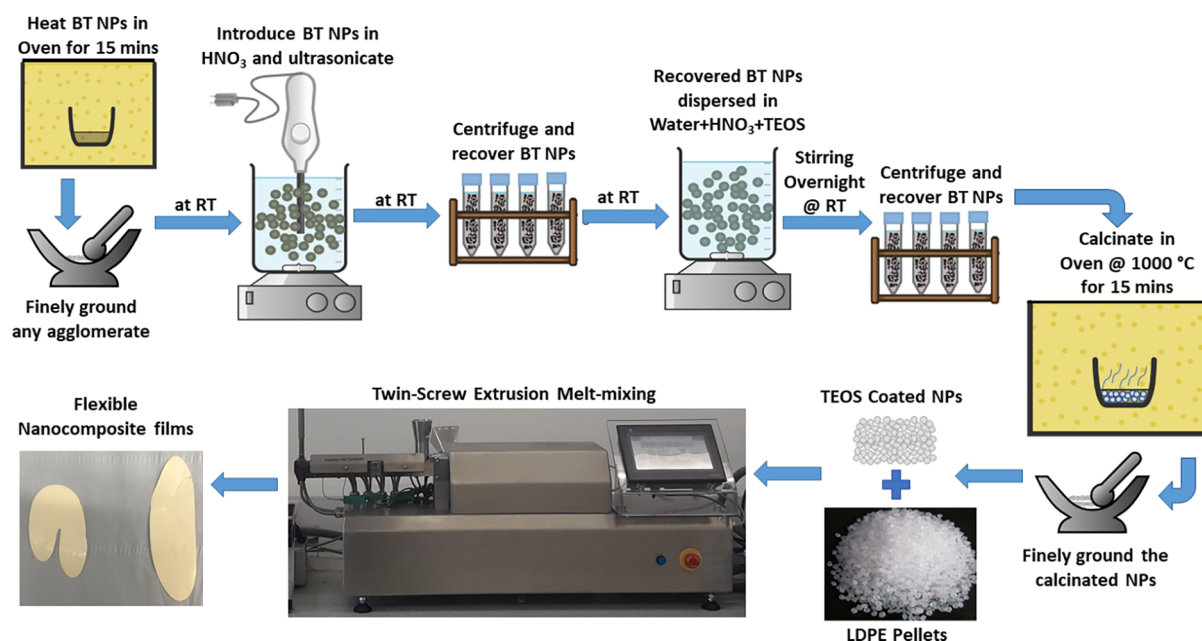 Heat BT NPs in
Oven for 15 mins
Introduce BT NPs in
HNO₃ and ultrasonicate
Centrifuge and
recover BT NPs
Recovered BT NPs
dispersed in
Water+HNO₃+TEOS
Stirring
Overnight
@ RT
Centrifuge and
recover BT NPs
at RT
at RT
at RT
Calcinate in
Oven @ 1000 °C
for 15 mins
Finely ground
any agglomerate
Flexible
Nanocomposite films
Twin-Screw Extrusion Melt-mixing
TEOS Coated NPs
Finely ground the
calcinated NPs
LDPE Pellets